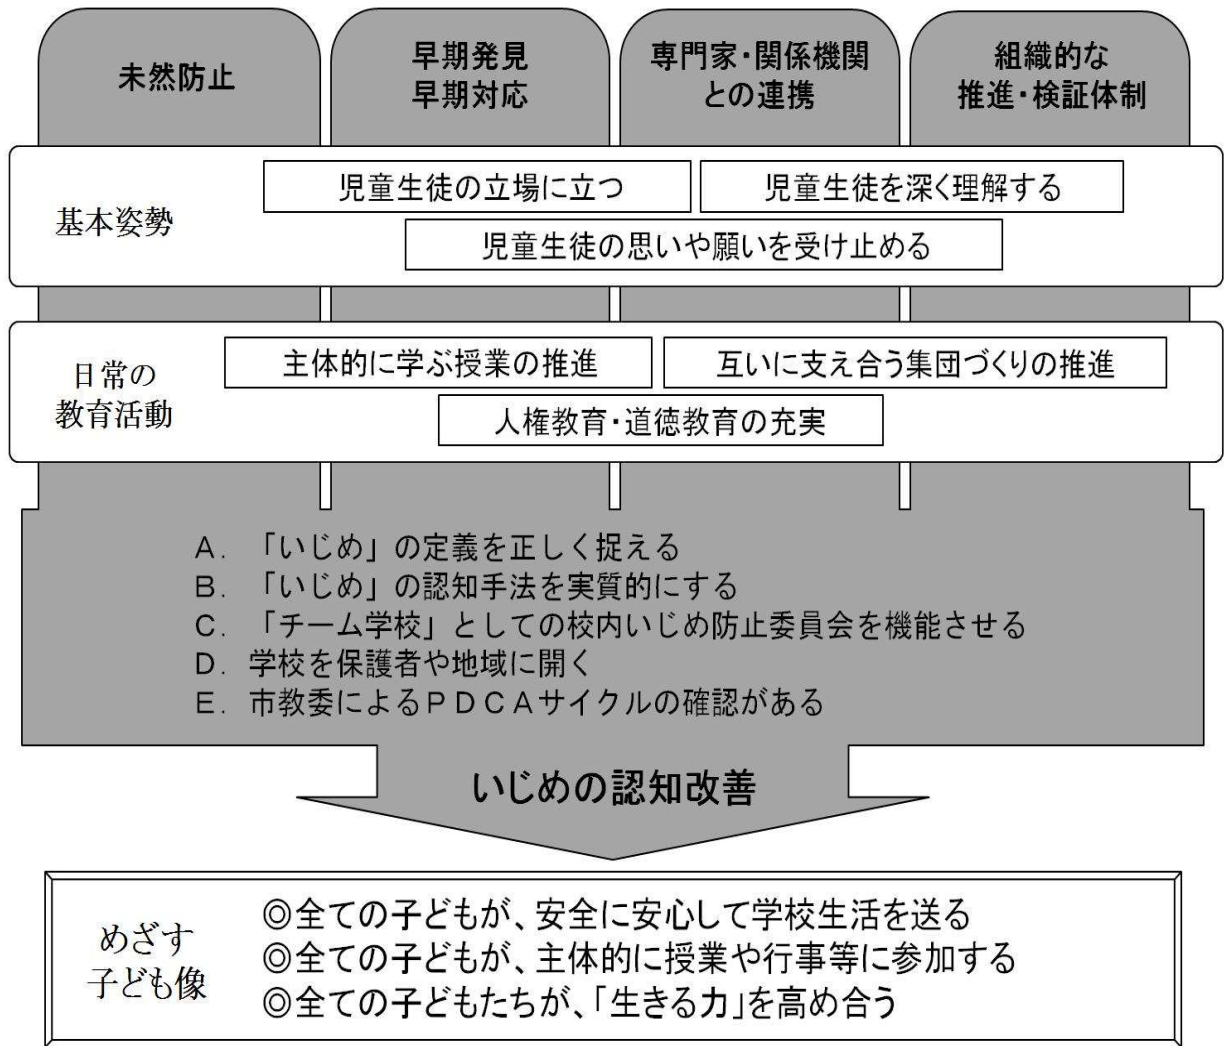 未然防止
早期発見
早期対応
専門家・関係機関
との連携
組織的な
推進・検証体制
基本姿勢
児童生徒の立場に立つ
児童生徒を深く理解する
児童生徒の思いや願いを受け止める
日常の
教育活動
主体的に学ぶ授業の推進
互いに支え合う集団づくりの推進
人権教育・道徳教育の充実
Ａ．「いじめ」の定義を正しく捉える
Ｂ．「いじめ」の認知手法を実質的にする
Ｃ．「チーム学校」としての校内いじめ防止委員会を機能させる
Ｄ．学校を保護者や地域に開く
Ｅ．市教委によるＰＤＣＡサイクルの確認がある
いじめの認知改善
めざす
子ども像
◎全ての子どもが、安全に安心して学校生活を送る
◎全ての子どもが、主体的に授業や行事等に参加する
◎全ての子どもたちが、「生きる力」を高め合う